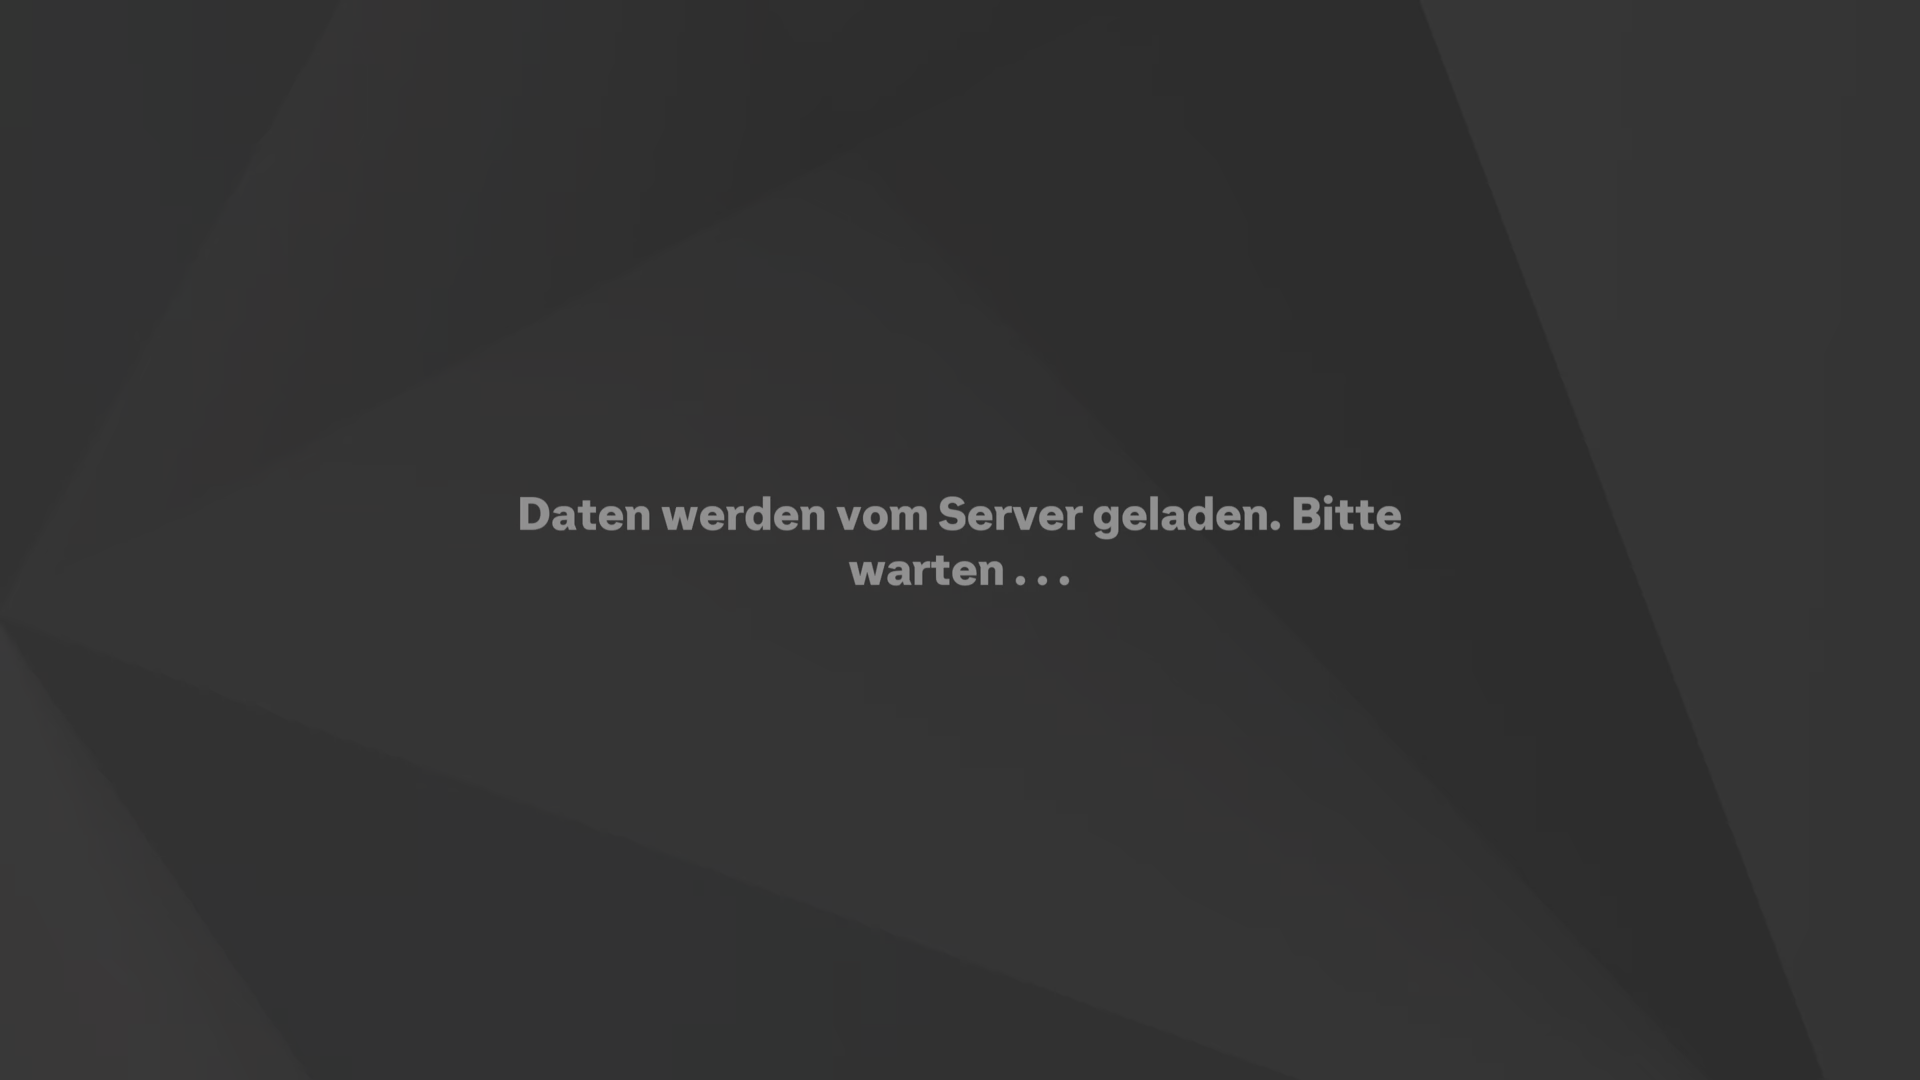 Daten werden vom Server geladen. Bitte
warten . . .